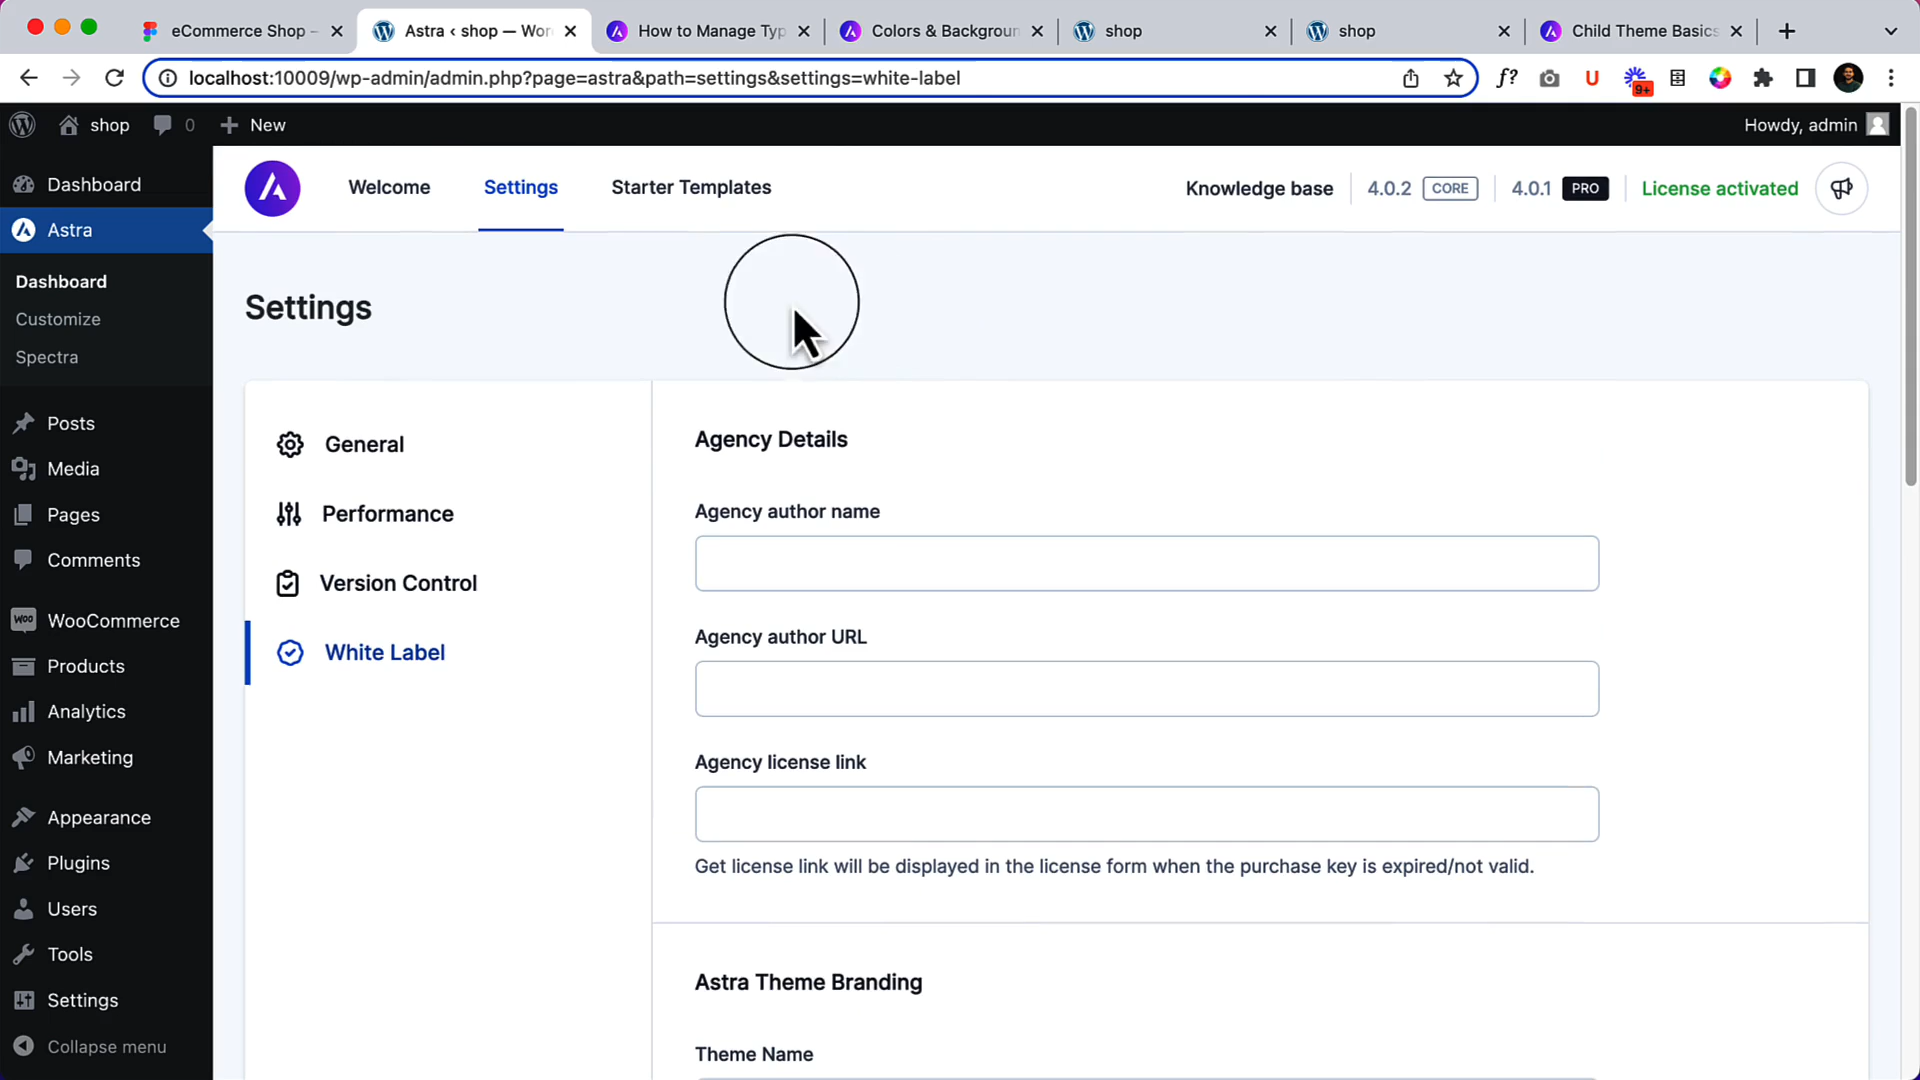 eCommerce Shop –
Astra ‹ shop — Wor
How to Manage Typ
Colors & Backgroun
shop
shop
Child Theme Basics
localhost:10009/wp-admin/admin.php?page=astra&path=settings&settings=white-label
f?
U
9+
shop
0
New
Howdy, admin
Dashboard
Astra
Dashboard
Customize
Spectra
Posts
Media
Pages
Comments
WooCommerce
Products
Analytics
Marketing
Appearance
Plugins
Users
Tools
Settings
Collapse menu
Welcome
Settings
Starter Templates
Knowledge base
4.0.2 CORE
4.0.1 PRO
License activated
Settings
General
Performance
Version Control
White Label
Agency Details
Agency author name
Agency author URL
Agency license link
Get license link will be displayed in the license form when the purchase key is expired/not valid.
Astra Theme Branding
Theme Name